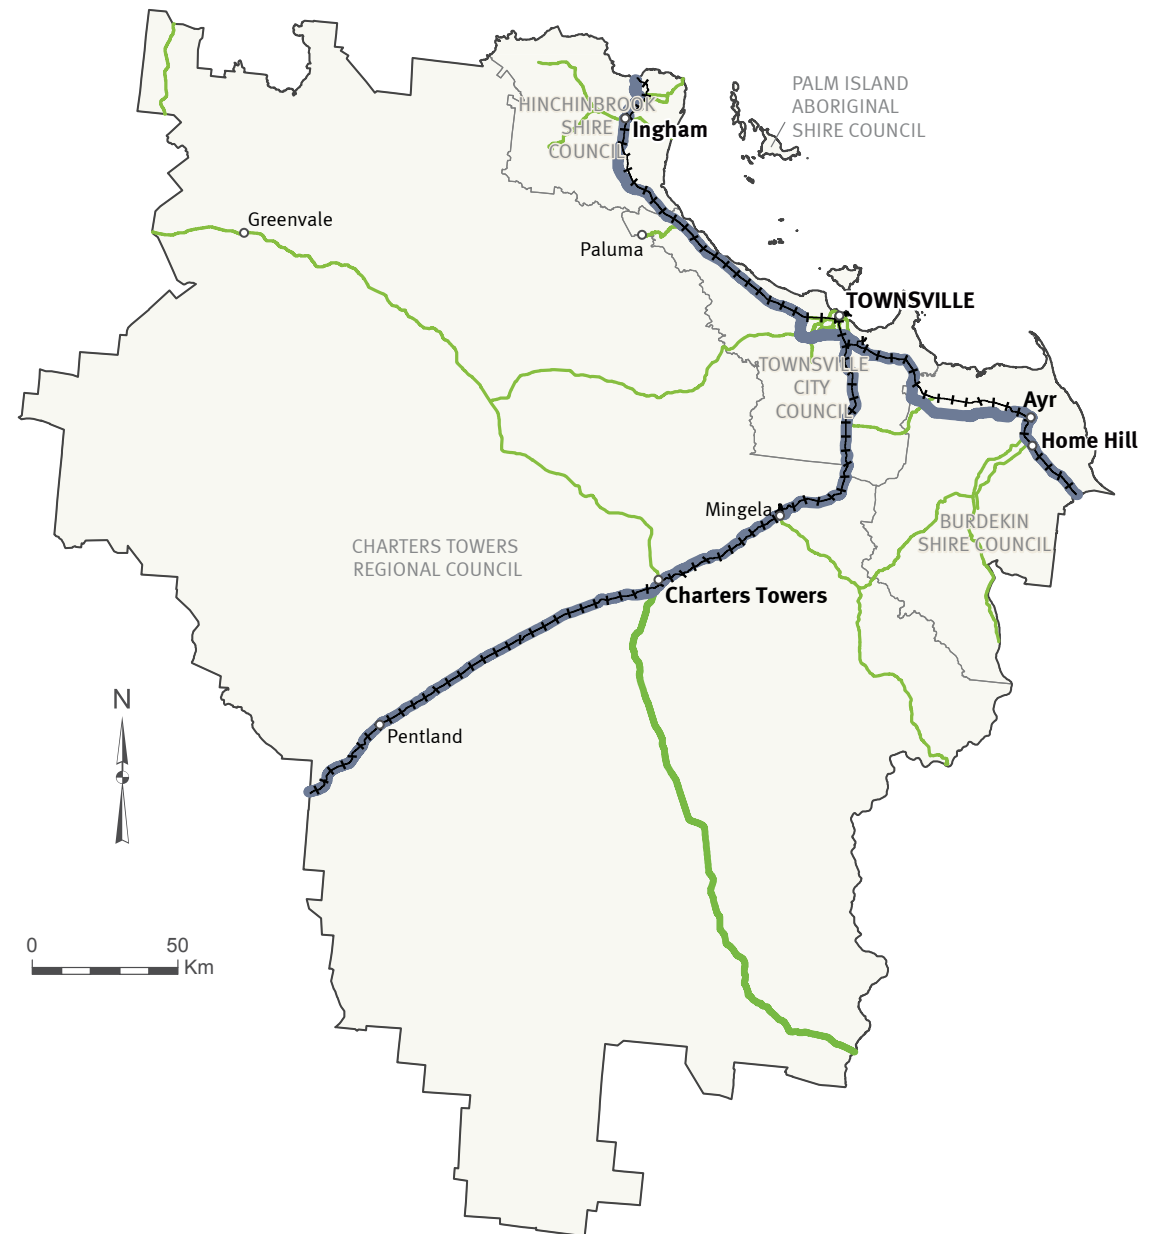 PALM ISLAND
ABORIGINAL
SHIRE COUNCIL
HINCHINBROOK
SHIRE
COUNCIL
Ingham
Greenvale
Paluma
TOWNSVILLE
TOWNSVILLE
CITY
COUNCIL
Ayr
Home Hill
Mingela
BURDEKIN
SHIRE COUNCIL
CHARTERS TOWERS
REGIONAL COUNCIL
Charters Towers
N
Pentland
0 50
Km